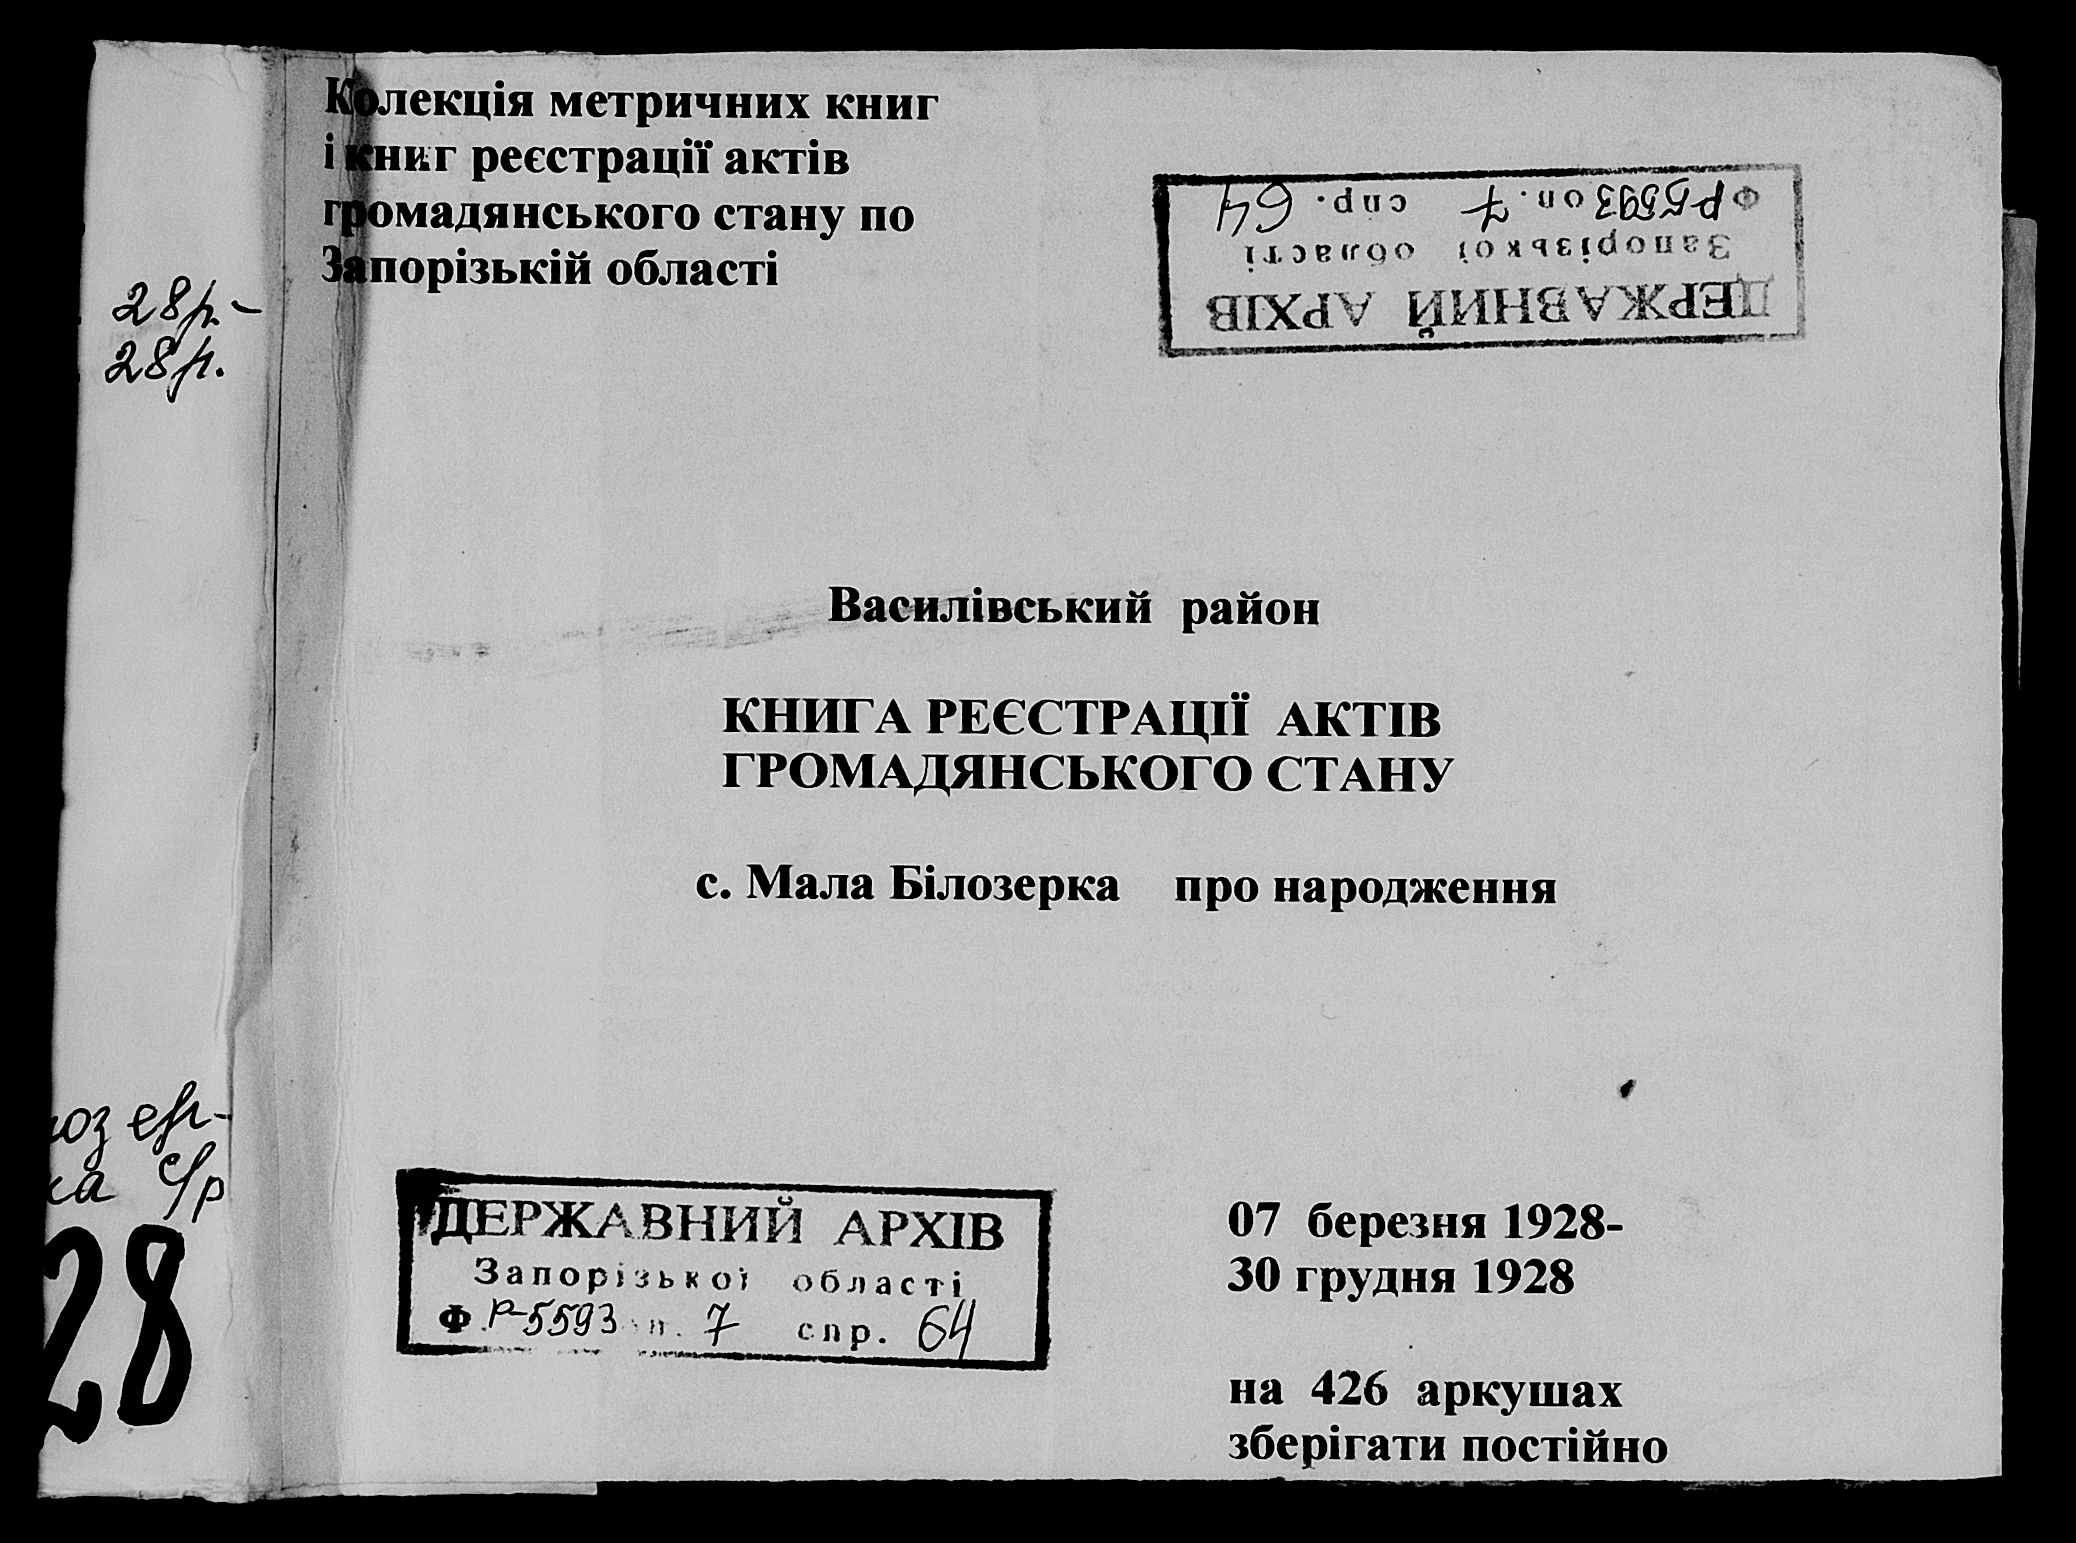 Колекція метричних книг
і книг реєстрації актів
громадянського стану по
Запорізькій області
ДЕРЖАВНИЙ АРХІВ
Запорізької області
Ф Р5593 оп. 7 спр. 64
28р.-
28р.
Василівський район
КНИГА РЕЄСТРАЦІЇ АКТІВ
ГРОМАДЯНСЬКОГО СТАНУ
с. Мала Білозерка про народження
озер-
ка с/р
28
ДЕРЖАВНИЙ АРХІВ
Запорізької області
Ф. Р-5593 п. 7 спр. 64
07 березня 1928-
30 грудня 1928
на 426 аркушах
зберігати постійно